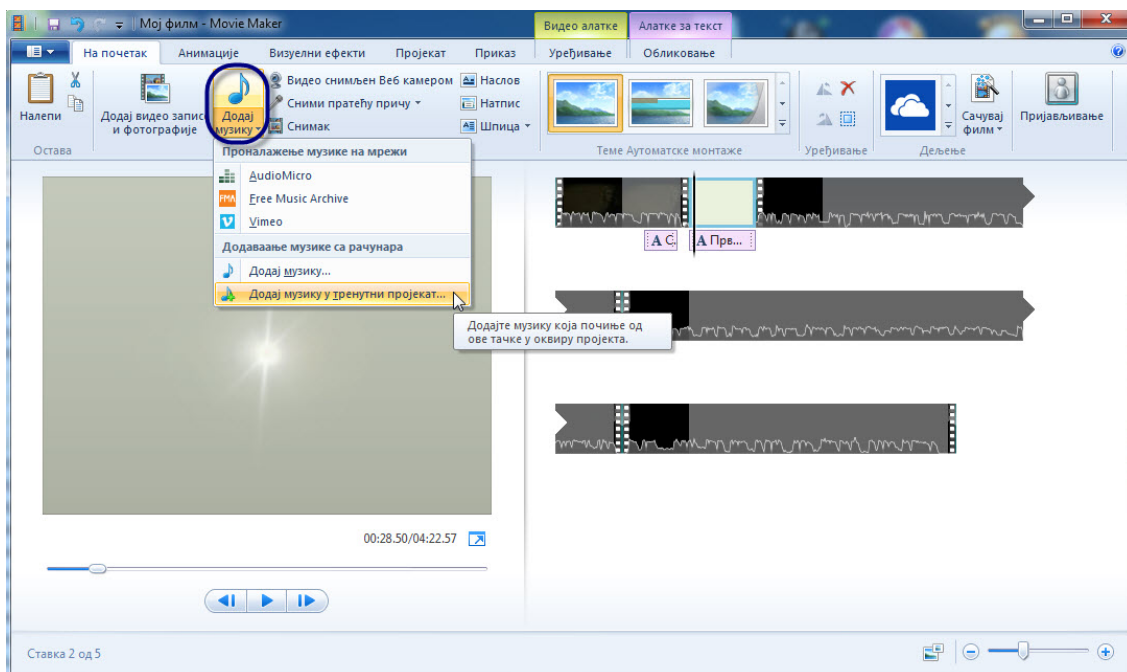 Мој филм - Movie Maker
Видео алатке
Алатке за текст
На почетак
Анимације
Визуелни ефекти
Пројекат
Приказ
Уређивање
Обликовање
Налепи
Додај видео запис
и фотографије
Додај
музику
Видео снимљен Веб камером
Сними пратећу причу
Снимак
Наслов
Натпис
Шпица
Сачувај
филм
Пријављивање
Остава
Теме Аутоматске монтаже
Уређивање
Дељење
Проналажење музике на мрежи
AudioMicro
FMA Free Music Archive
Vimeo
Додаваање музике са рачунара
Додај музику...
Додај музику у тренутни пројекат...
Додајте музику која почиње од
ове тачке у оквиру пројекта.
A С.
A Прв...
00:28.50/04:22.57
Ставка 2 од 5